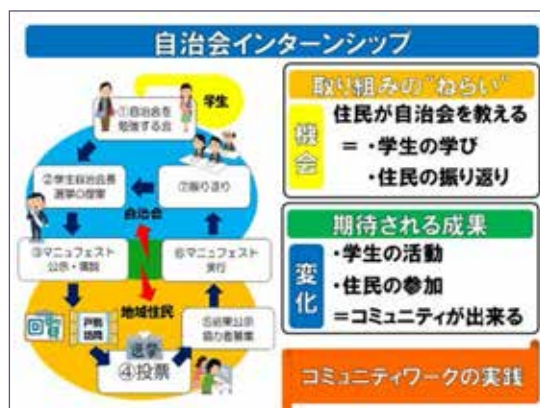 自治会インターンシップ
学生
①自治会を
勉強する会
②学生自治会長
選挙の提案
⑦振り返り
自治会
③マニュフェスト
公示・演説
⑥マニュフェスト
実行
地域住民
回覧
戸別
訪問
⑤結果公示
協力者募集
選挙
④投票
取り組みの“ねらい”
機会
住民が自治会を教える
= ・学生の学び
・住民の振り返り
期待される成果
変化
・学生の活動
・住民の参加
=コミュニティが出来る
コミュニティワークの実践